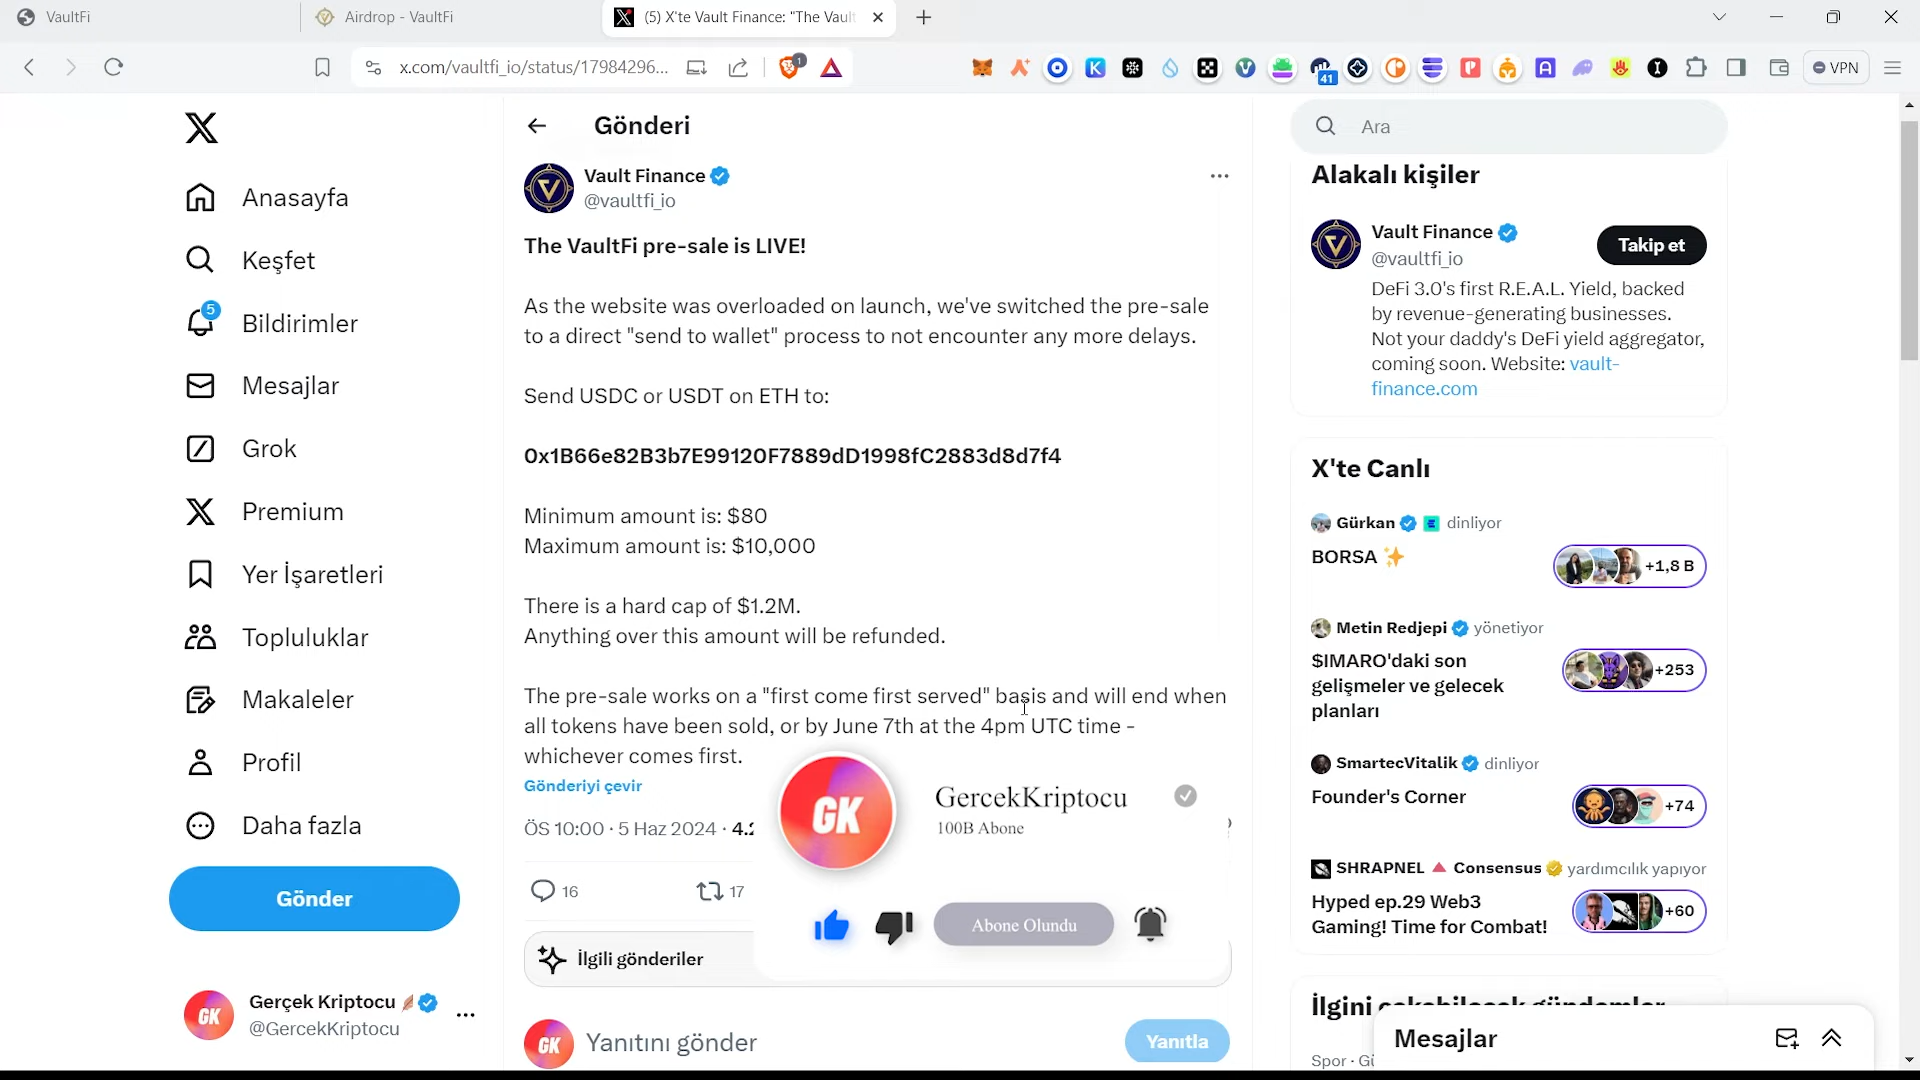 VaultFi
Airdrop - VaultFi
(5) X'te Vault Finance: "The Vault
x.com/vaultfi_io/status/17984296...
1
41
VPN
Anasayfa
Keşfet
5
Bildirimler
Mesajlar
Grok
Premium
Yer İşaretleri
Topluluklar
Makaleler
Profil
Daha fazla
Gönder
GK
Gerçek Kriptocu
@GercekKriptocu
Gönderi
Vault Finance
@vaultfi_io
The VaultFi pre-sale is LIVE!
As the website was overloaded on launch, we've switched the pre-sale
to a direct "send to wallet" process to not encounter any more delays.
Send USDC or USDT on ETH to:
0x1B66e82B3b7E99120F7889dD1998fC2883d8d7f4
Minimum amount is: $80
Maximum amount is: $10,000
There is a hard cap of $1.2M.
Anything over this amount will be refunded.
The pre-sale works on a "first come first served" basis and will end when
all tokens have been sold, or by June 7th at the 4pm UTC time -
whichever comes first.
Gönderiyi çevir
ÖS 10:00 · 5 Haz 2024 · 4.2
16
17
GK
GercekKriptocu
100B Abone
Abone Olundu
İlgili gönderiler
GK
Yanıtını gönder
Yanıtla
Ara
Alakalı kişiler
Vault Finance
@vaultfi_io
Takip et
DeFi 3.0's first R.E.A.L. Yield, backed
by revenue-generating businesses.
Not your daddy's DeFi yield aggregator,
coming soon. Website: vault-
finance.com
X'te Canlı
Gürkan dinliyor
BORSA
+1,8 B
Metin Redjepi yönetiyor
$IMARO'daki son
gelişmeler ve gelecek
planları
+253
SmartecVitalik dinliyor
Founder's Corner
+74
SHRAPNEL Consensus yardımcılık yapıyor
Hyped ep.29 Web3
Gaming! Time for Combat!
+60
Mesajlar